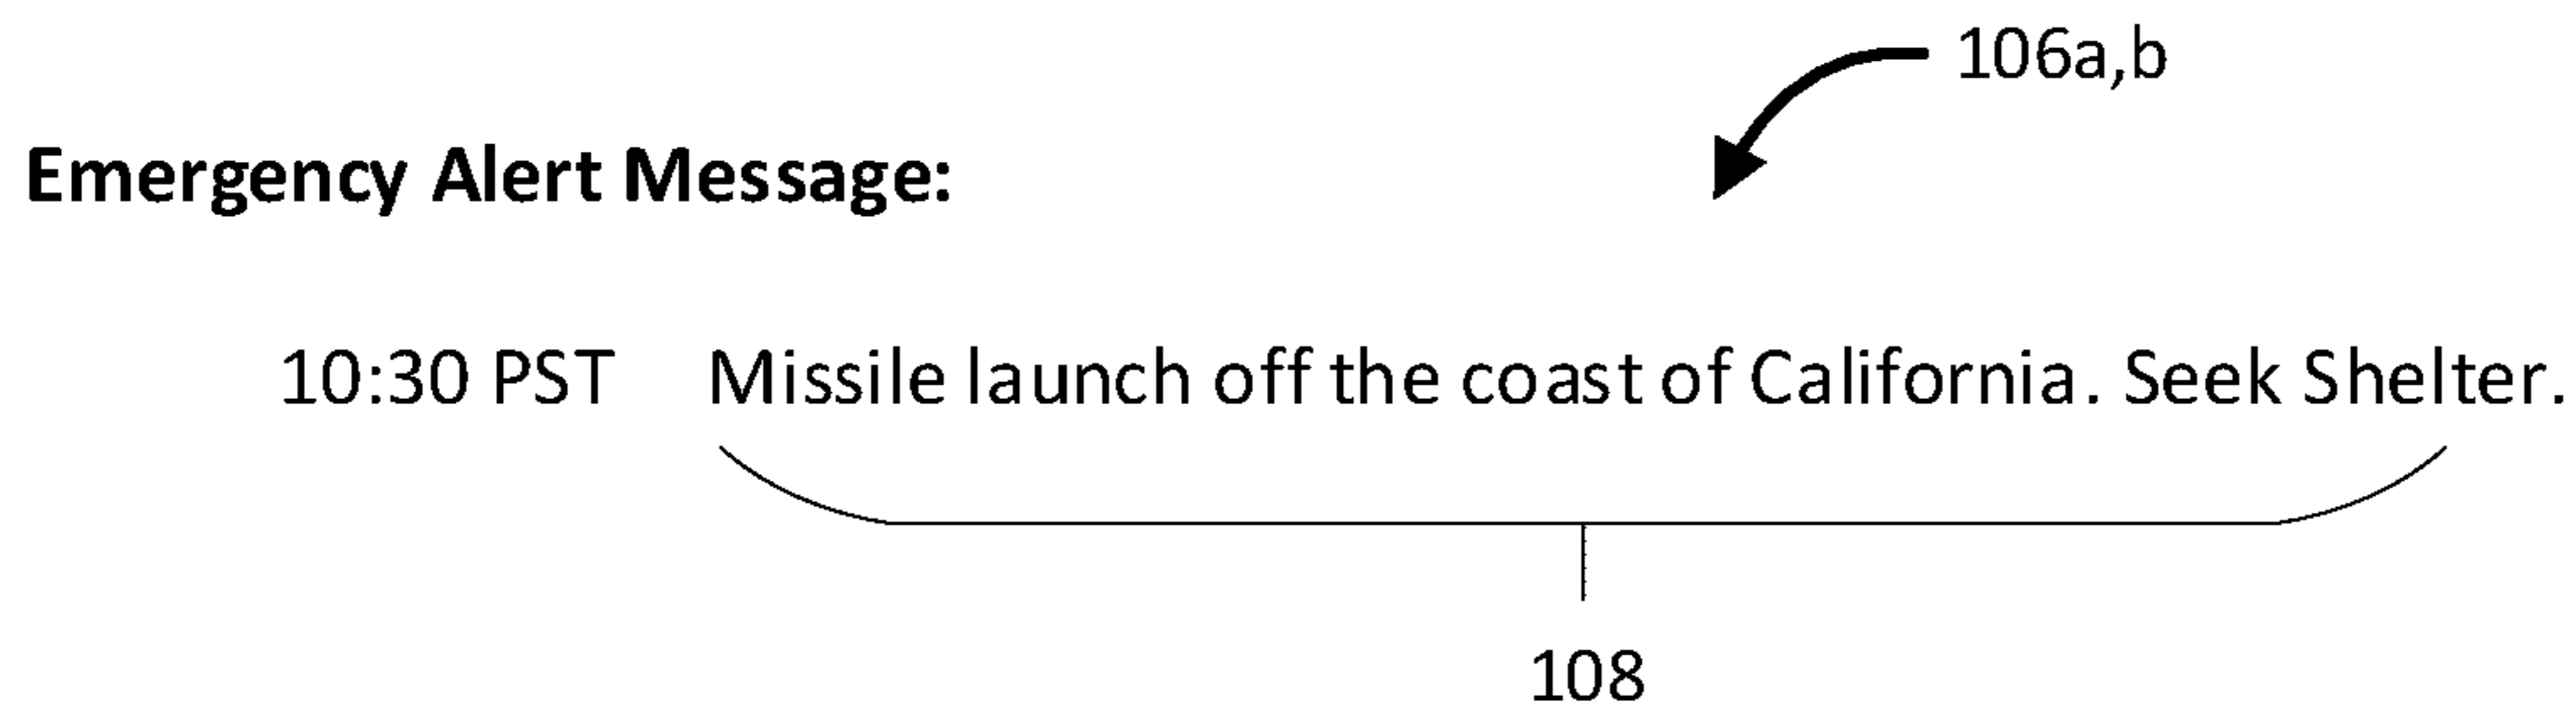 106a,b
Emergency Alert Message:
10:30 PST Missile launch off the coast of California. Seek Shelter.
108